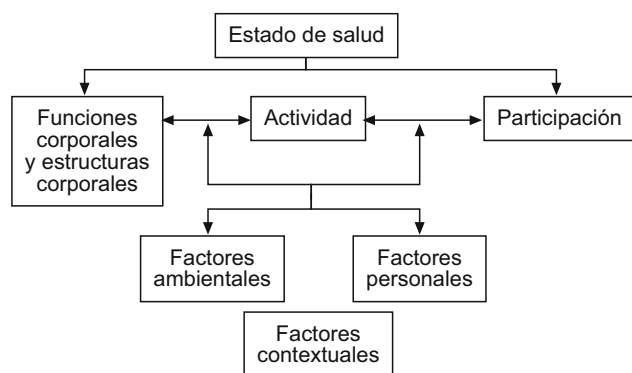 Estado de salud
Funciones
corporales
y estructuras
corporales
Actividad
Participación
Factores
ambientales
Factores
personales
Factores
contextuales